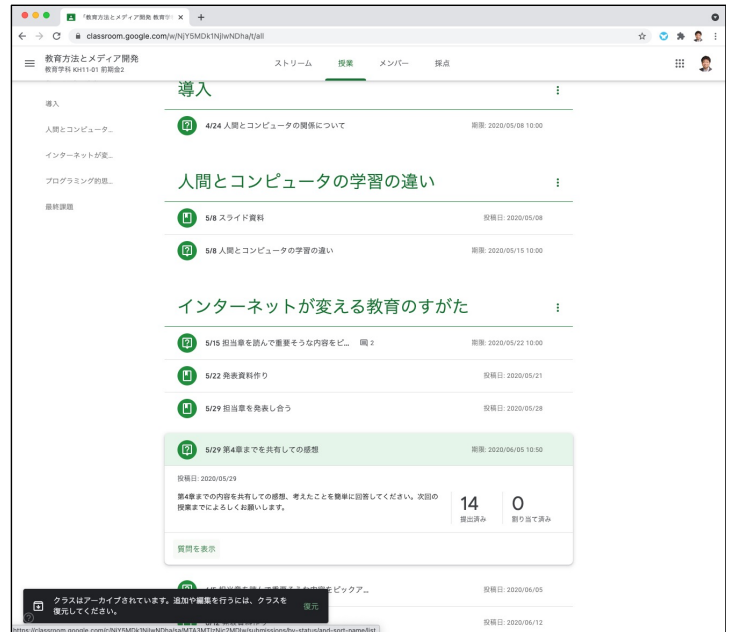 「教育方法とメディア開発 教育学
classroom.google.com/w/NjY5MDk1NjIwNDha/t/all
教育方法とメディア開発
教育学科 KH11-01 前期金2
ストリーム 授業 メンバー 採点
導入
人間とコンピュータ...
インターネットが変...
プログラミング的思...
最終課題
導入
4/24 人間とコンピュータの関係について 期限: 2020/05/08 10:00
人間とコンピュータの学習の違い
5/8 スライド資料 投稿日: 2020/05/08
5/8 人間とコンピュータの学習の違い 期限: 2020/05/15 10:00
インターネットが変える教育のすがた
5/15 担当章を読んで重要そうな内容をピ... 2 期限: 2020/05/22 10:00
5/22 発表資料作り 投稿日: 2020/05/21
5/29 担当章を発表し合う 投稿日: 2020/05/28
5/29 第4章までを共有しての感想 期限: 2020/06/05 10:50
投稿日: 2020/05/29
第4章までの内容を共有しての感想、考えたことを簡単に回答してください。次回の
授業までによろしくお願いします。
14 0
提出済み 割り当て済み
質問を表示
投稿日: 2020/06/05
クラスはアーカイブされています。追加や編集を行うには、クラスを
復元してください。
復元
投稿日: 2020/06/12